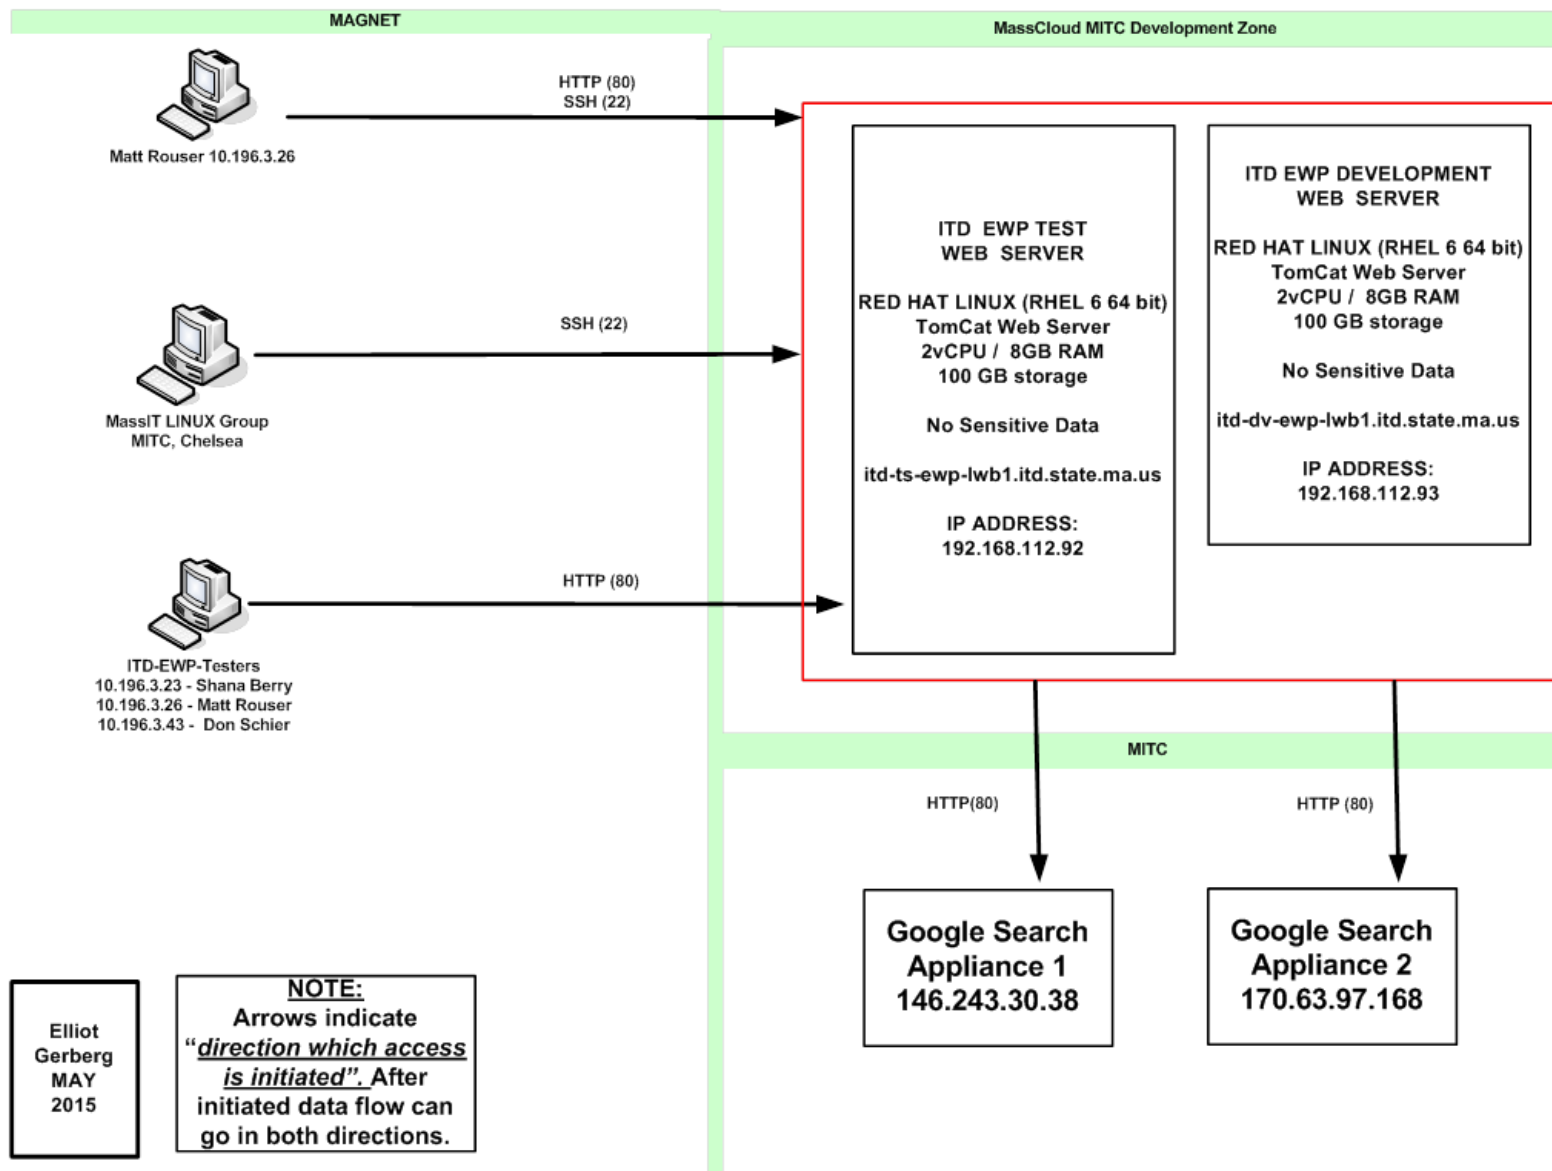 MAGNET
MassCloud MITC Development Zone
HTTP (80)
SSH (22)
Matt Rouser 10.196.3.26
SSH (22)
MassIT LINUX Group
MITC, Chelsea
HTTP (80)
ITD-EWP-Testers
10.196.3.23 - Shana Berry
10.196.3.26 - Matt Rouser
10.196.3.43 - Don Schier
ITD EWP TEST
WEB SERVER
RED HAT LINUX (RHEL 6 64 bit)
TomCat Web Server
2vCPU / 8GB RAM
100 GB storage
No Sensitive Data
itd-ts-ewp-lwb1.itd.state.ma.us
IP ADDRESS:
192.168.112.92
ITD EWP DEVELOPMENT
WEB SERVER
RED HAT LINUX (RHEL 6 64 bit)
TomCat Web Server
2vCPU / 8GB RAM
100 GB storage
No Sensitive Data
itd-dv-ewp-lwb1.itd.state.ma.us
IP ADDRESS:
192.168.112.93
MITC
HTTP(80)
HTTP (80)
Google Search
Appliance 1
146.243.30.38
Google Search
Appliance 2
170.63.97.168
Elliot
Gerberg
MAY
2015
NOTE:
Arrows indicate
“direction which access
is initiated”. After
initiated data flow can
go in both directions.